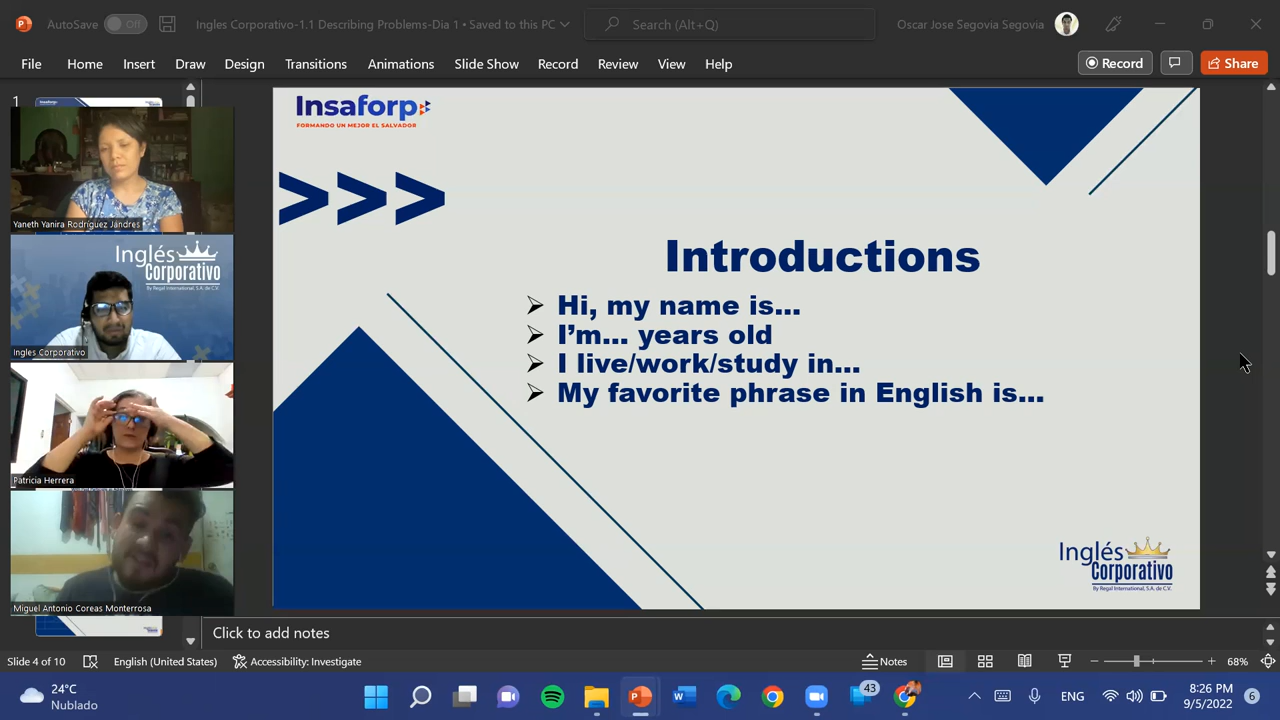 AutoSave Off
Ingles Corporativo-1.1 Describing Problems-Dia 1 • Saved to this PC
Search (Alt+Q)
Oscar Jose Segovia Segovia
File Home Insert Draw Design Transitions Animations Slide Show Record Review View Help
Record
Share
1
Insaforp
FORMANDO UN MEJOR EL SALVADOR
>>>
Introductions
Hi, my name is...
I'm... years old
I live/work/study in...
My favorite phrase in English is...
Inglés
Corporativo
By Regal International, S.A. de C.V.
Yaneth Yanira Rodríguez Jandres
Inglés
Corporativo
By Regal International, S.A. de C.V.
Ingles Corporativo
Patricia Herrera
Miguel Antonio Coreas Monterrosa
Click to add notes
Slide 4 of 10
English (United States)
Accessibility: Investigate
Notes
68%
24°C
Nublado
43
ENG
8:26 PM
9/5/2022
6